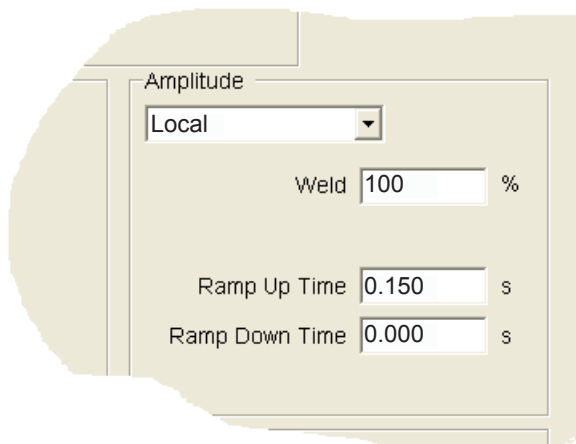 Amplitude
Local
Weld 100 %
Ramp Up Time 0.150 s
Ramp Down Time 0.000 s